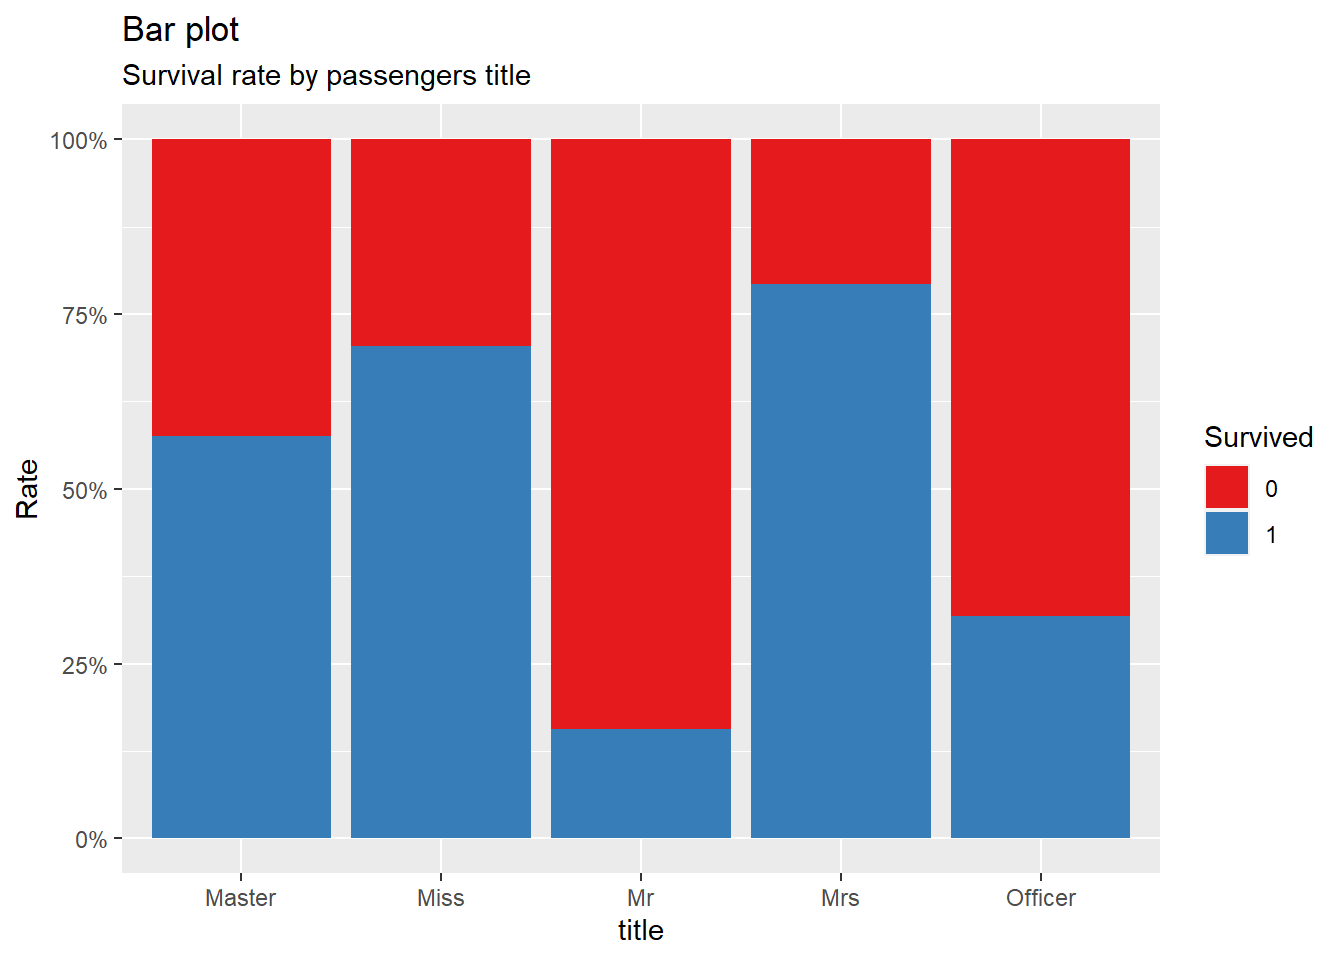 Bar plot
Survival rate by passengers title
100%
75%
50%
25%
0%
Rate
Master Miss Mr Mrs Officer
title
Survived
0
1